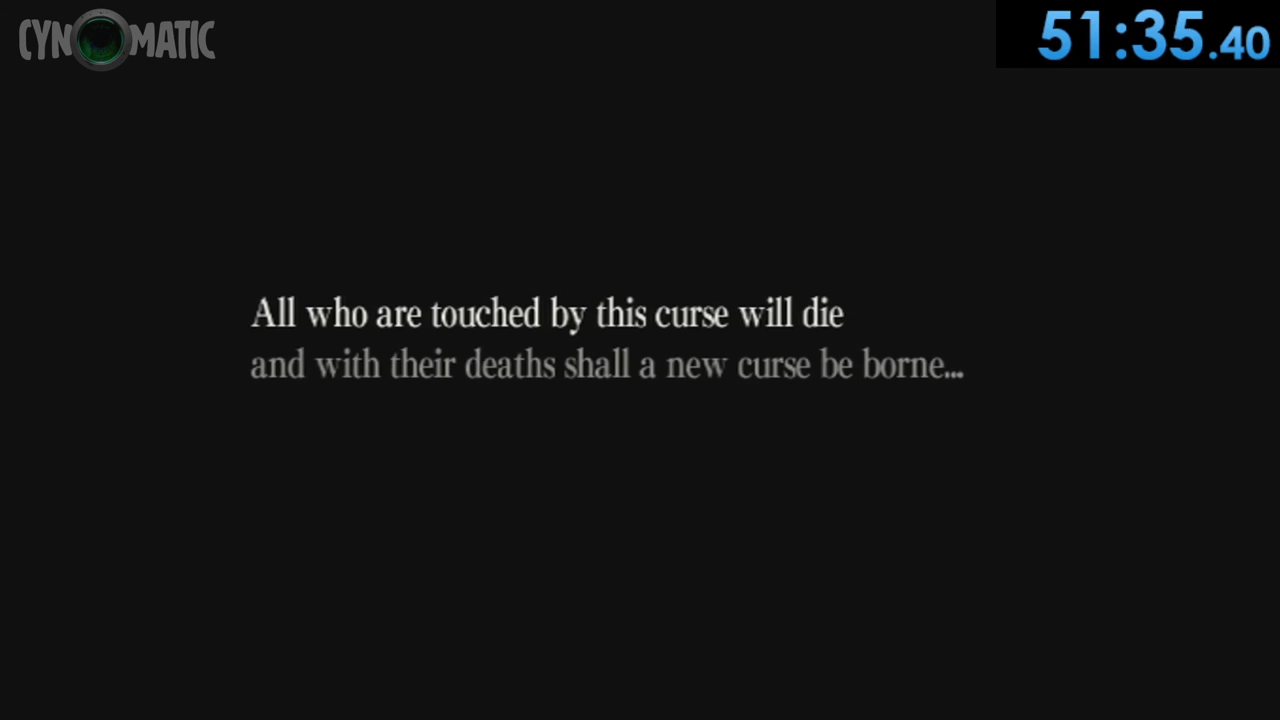 CYNOMATIC
51:35.40
All who are touched by this curse will die
and with their deaths shall a new curse be borne...